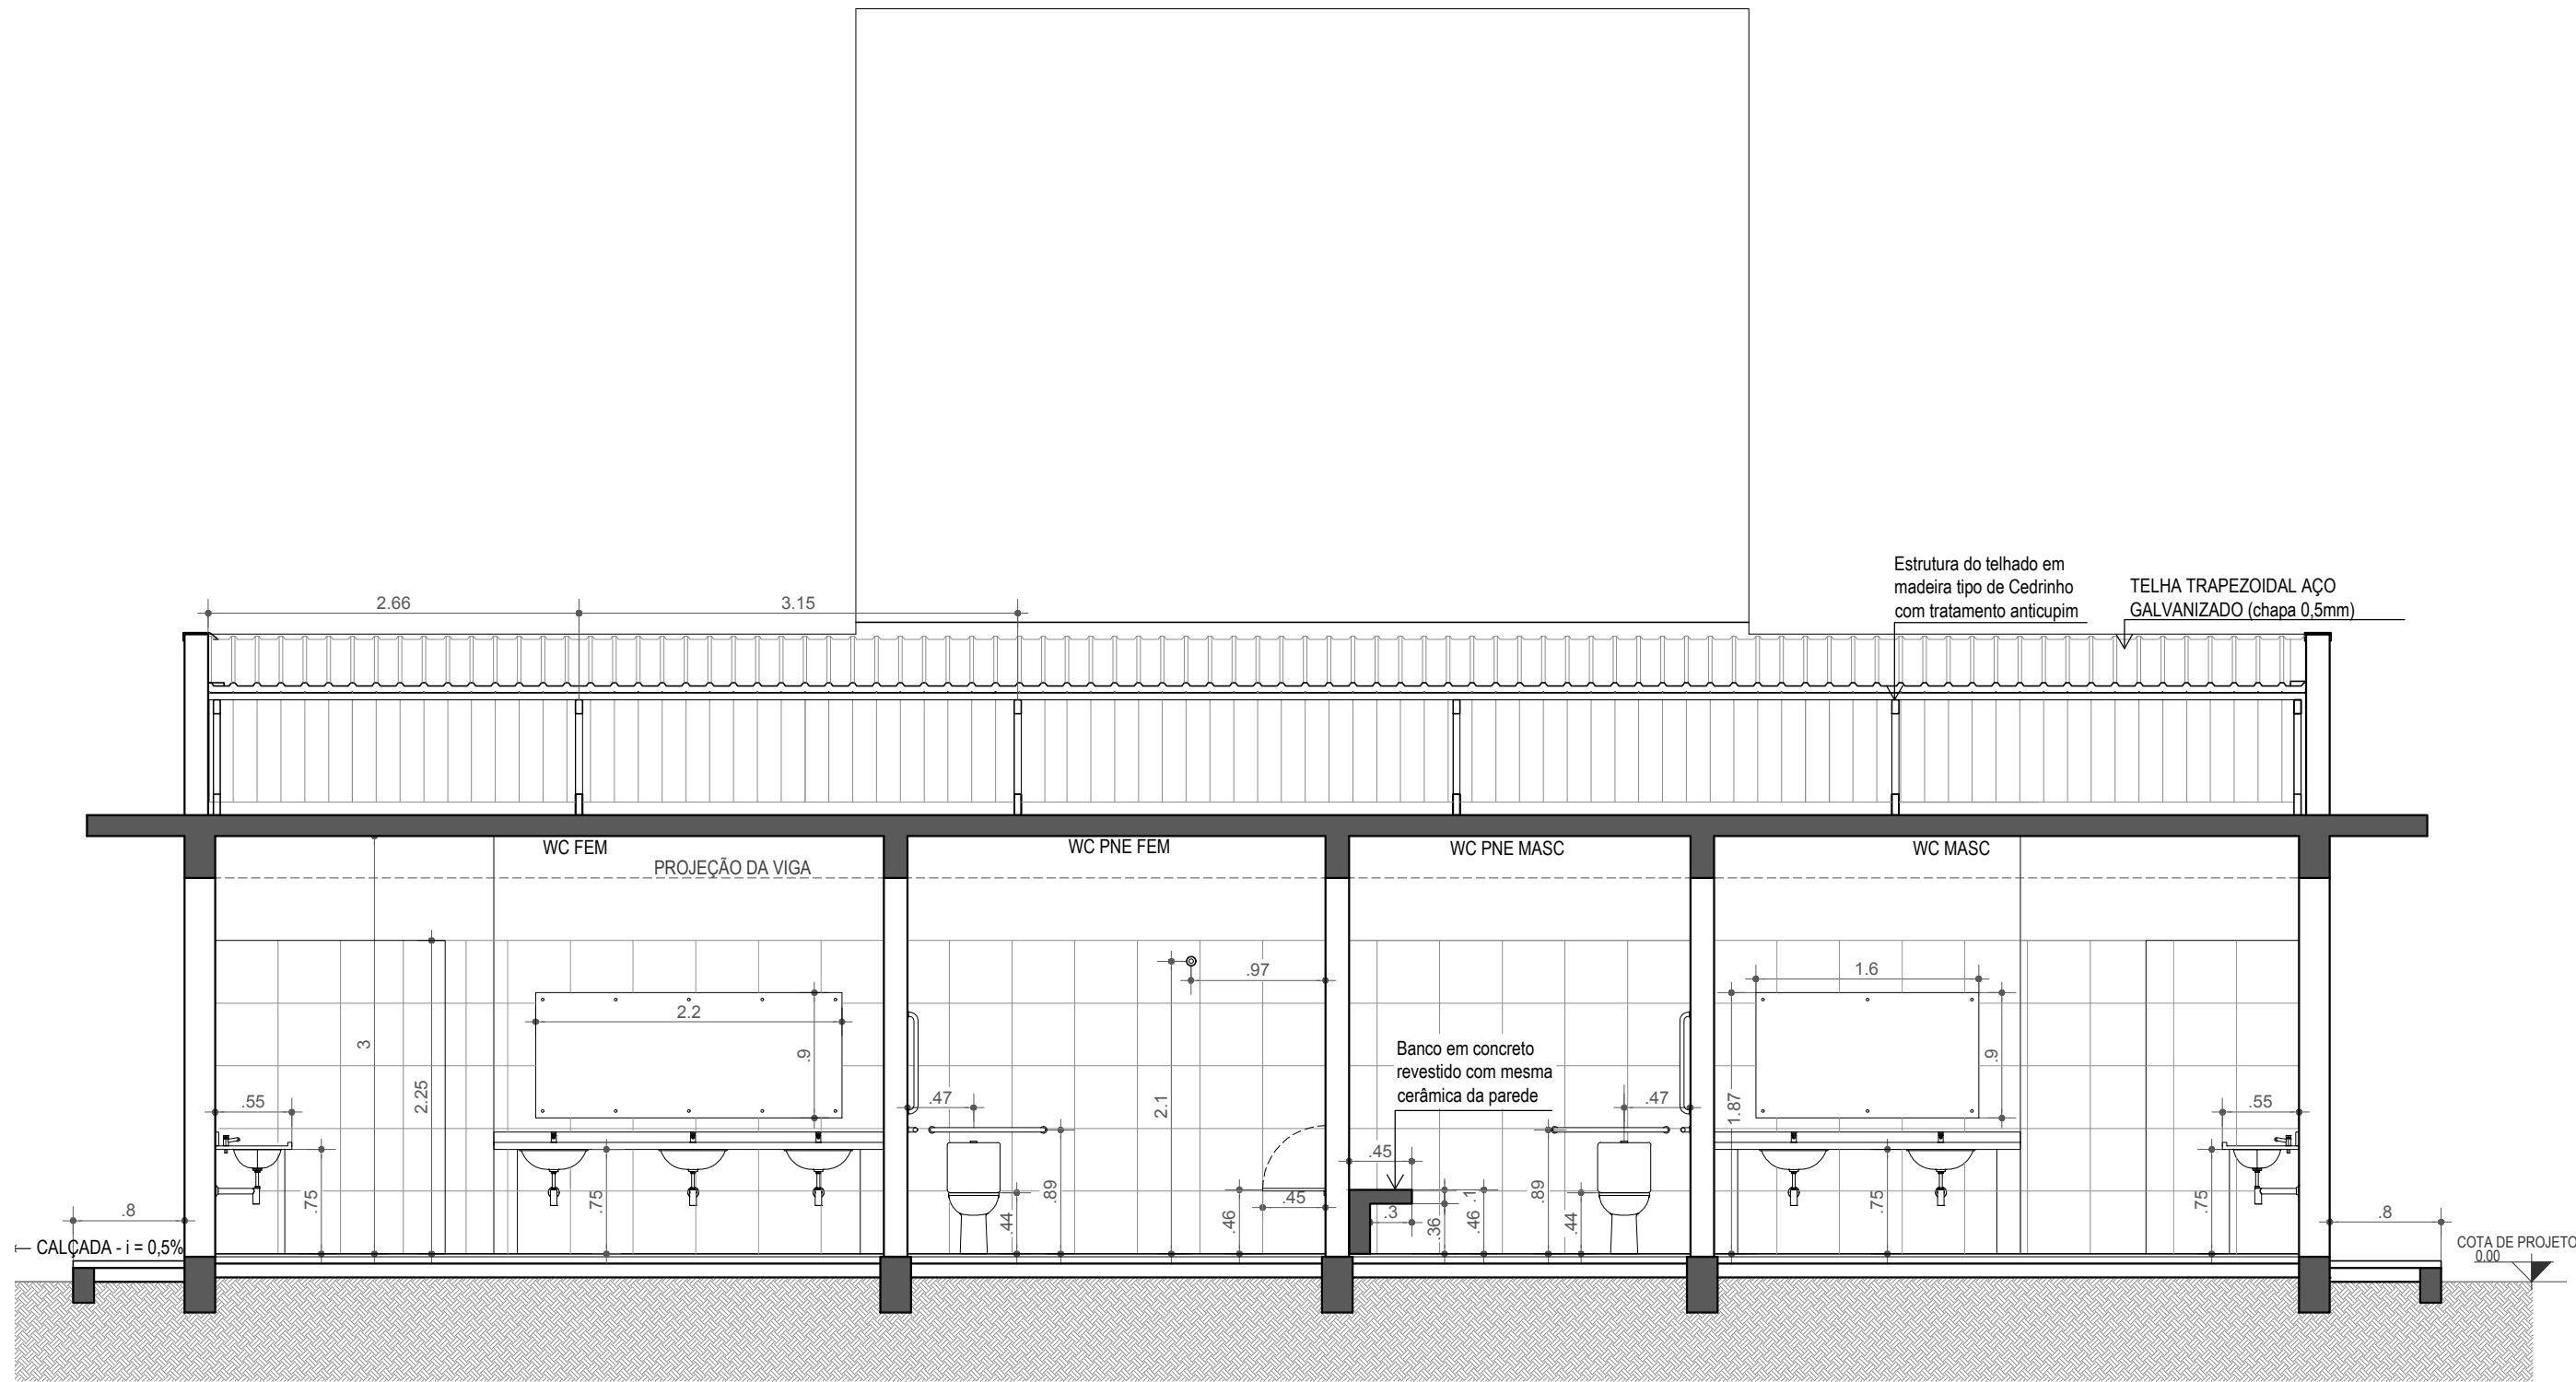 Estrutura do telhado em
madeira tipo de Cedrinho
com tratamento anticupim
TELHA TRAPEZOIDAL AÇO
GALVANIZADO (chapa 0,5mm)
2.66
3.15
WC FEM
WC PNE FEM
WC PNE MASC
WC MASC
PROJEÇÃO DA VIGA
.97
1.6
2.2
3
.9
.9
Banco em concreto
revestido com mesma
cerâmica da parede
2.25
2.1
1.87
.55
.47
.47
.55
.45
.75
.75
.44
.89
.46
.45
.3
.36
.46
.1
.89
.44
.75
.75
.8
.8
CALÇADA - i = 0,5%
COTA DE PROJETO
0.00